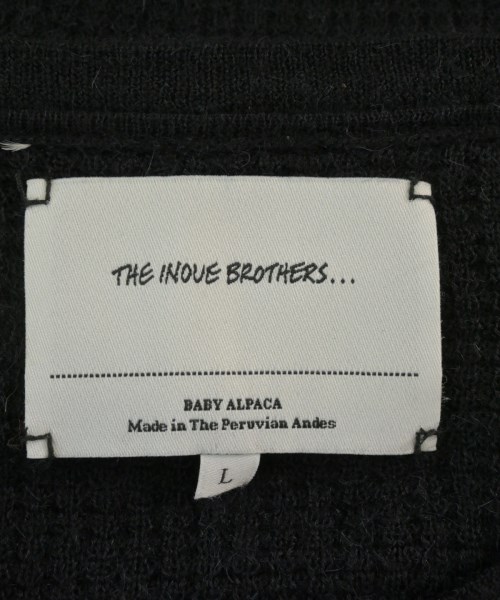 THE INOUE BROTHERS...
BABY ALPACA
Made in The Peruvian Andes
L